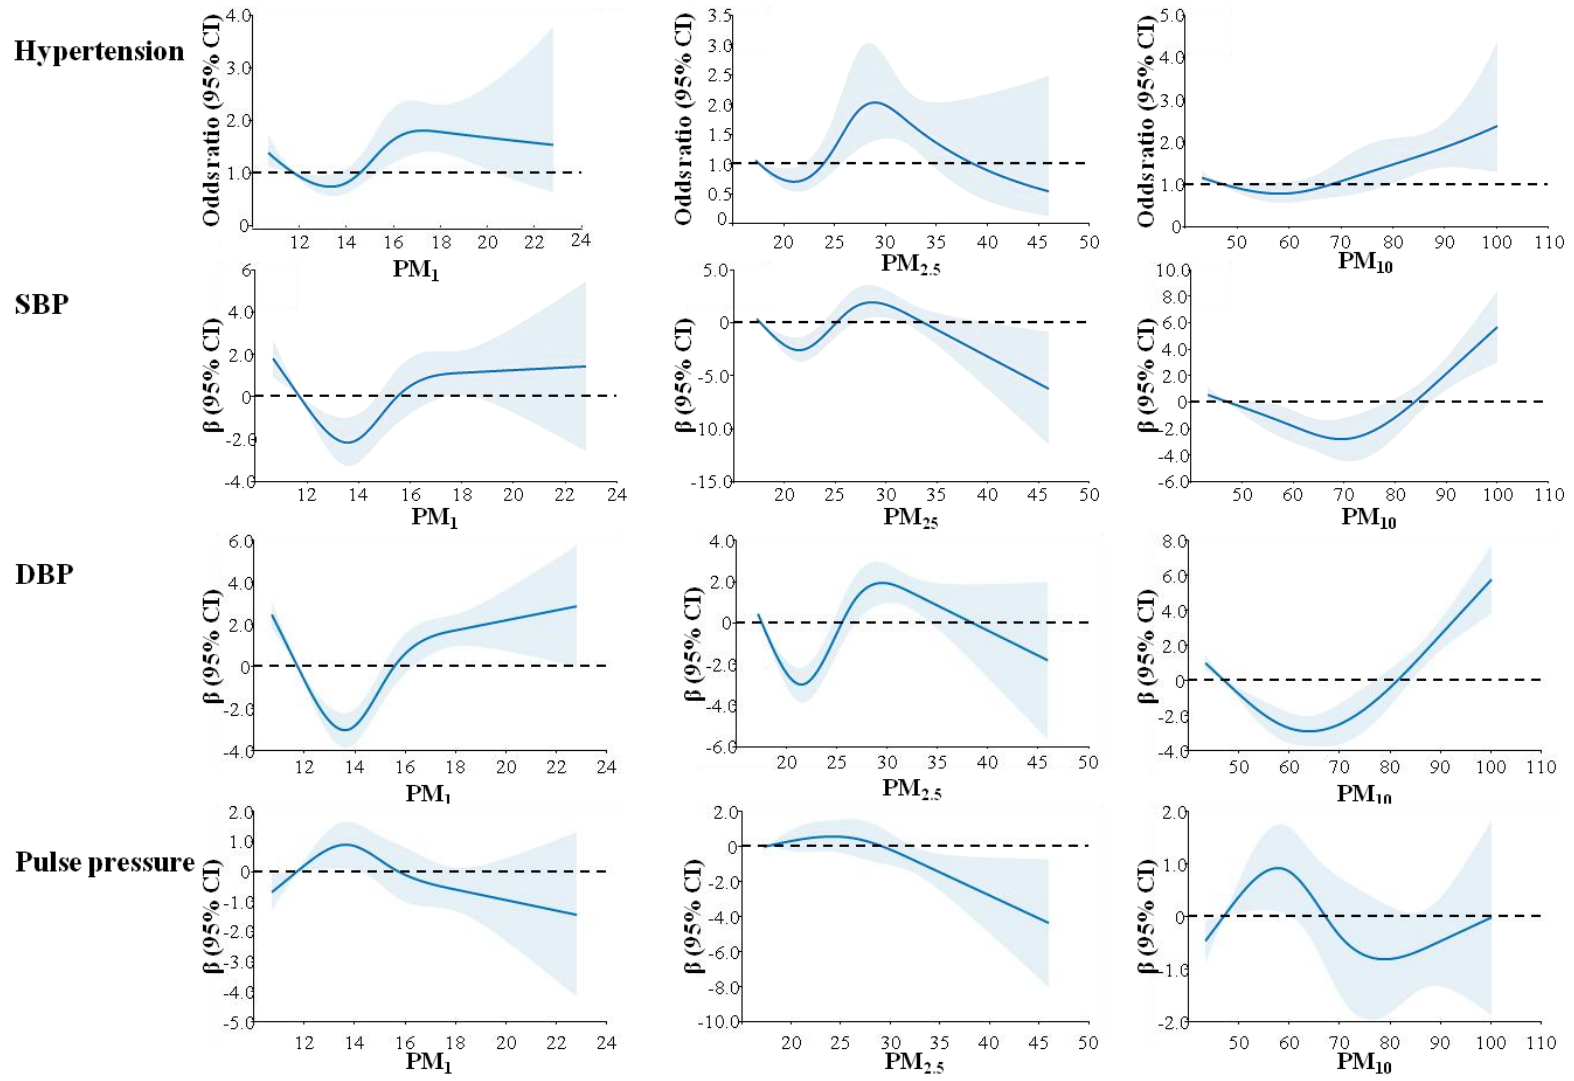 Hypertension
Odds ratio (95% CI)
4.0
3.0
2.0
1.0
0
12 14 16 18 20 22 24
PM1
Odds ratio (95% CI)
3.5
3.0
2.5
2.0
1.5
1.0
0.5
0
20 25 30 35 40 45 50
PM2.5
Odds ratio (95% CI)
5.0
4.0
3.0
2.0
1.0
0
50 60 70 80 90 100 110
PM10
SBP
β (95% CI)
6
4.0
2.0
0
-2.0
-4.0
12 14 16 18 20 22 24
PM1
β (95% CI)
5.0
0
-5.0
-10.0
-15.0
20 25 30 35 40 45 50
PM25
β (95% CI)
10.0
8.0
6.0
4.0
2.0
0
-2.0
-4.0
-6.0
50 60 70 80 90 100 110
PM10
DBP
β (95% CI)
6.0
4.0
2.0
0
-2.0
-4.0
12 14 16 18 20 22 24
PM1
β (95% CI)
4.0
2.0
0
-2.0
-4.0
-6.0
20 25 30 35 40 45 50
PM2.5
β (95% CI)
8.0
6.0
4.0
2.0
0
-2.0
-4.0
50 60 70 80 90 100 110
PM10
Pulse pressure
β (95% CI)
2.0
1.0
0
-1.0
-2.0
-3.0
-4.0
-5.0
12 14 16 18 20 22 24
PM1
β (95% CI)
2.0
0
-2.0
-4.0
-6.0
-8.0
-10.0
20 25 30 35 40 45 50
PM2.5
β (95% CI)
2.0
1.0
0
-1.0
-2.0
50 60 70 80 90 100 110
PM10